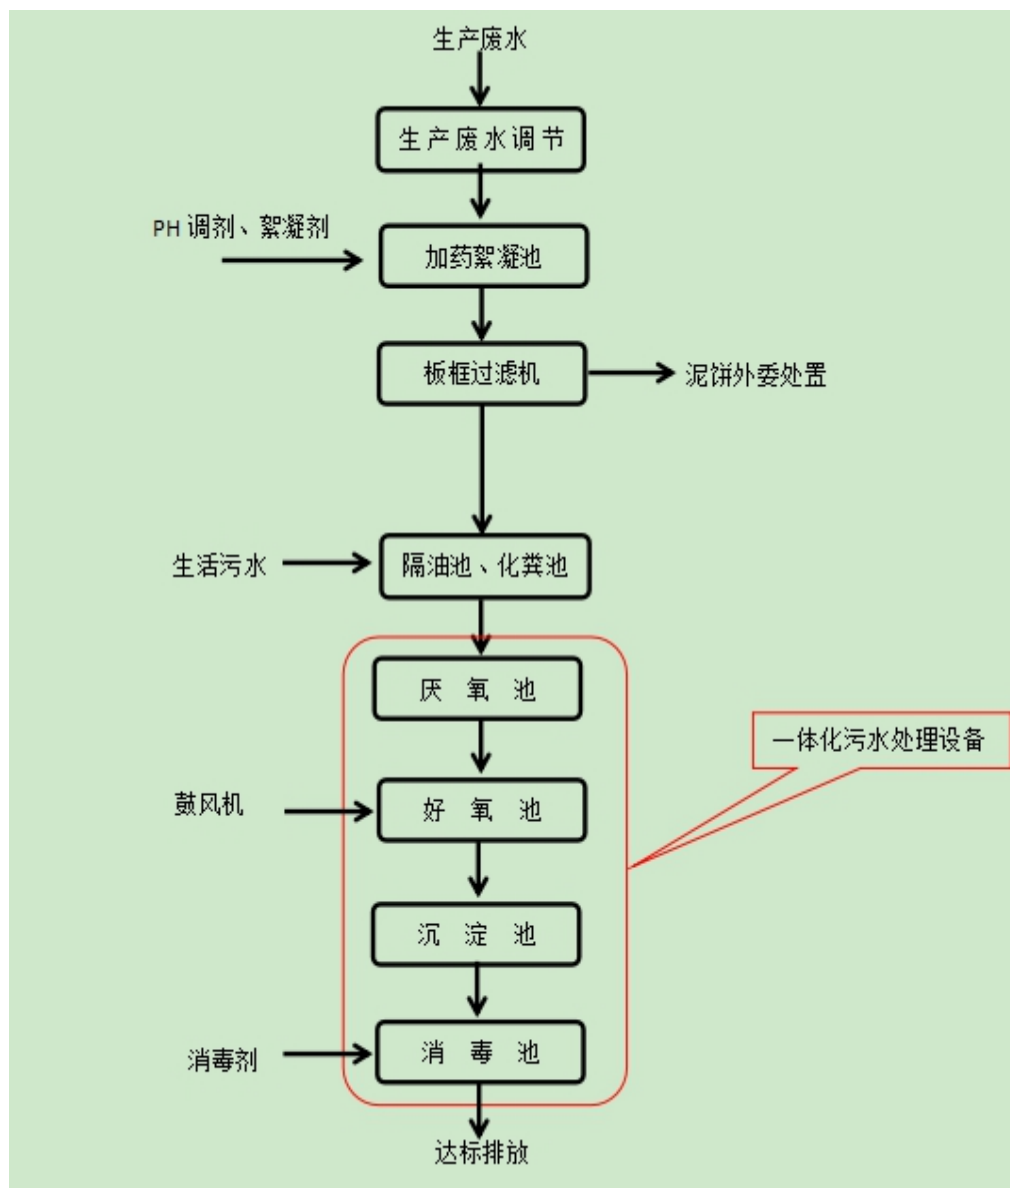 生产废水
生产废水调节
PH 调剂、絮凝剂
加药絮凝池
板框过滤机
泥饼外委处置
生活污水
隔油池、化粪池
厌 氧 池
一体化污水处理设备
鼓风机
好 氧 池
沉 淀 池
消毒剂
消 毒 池
达标排放